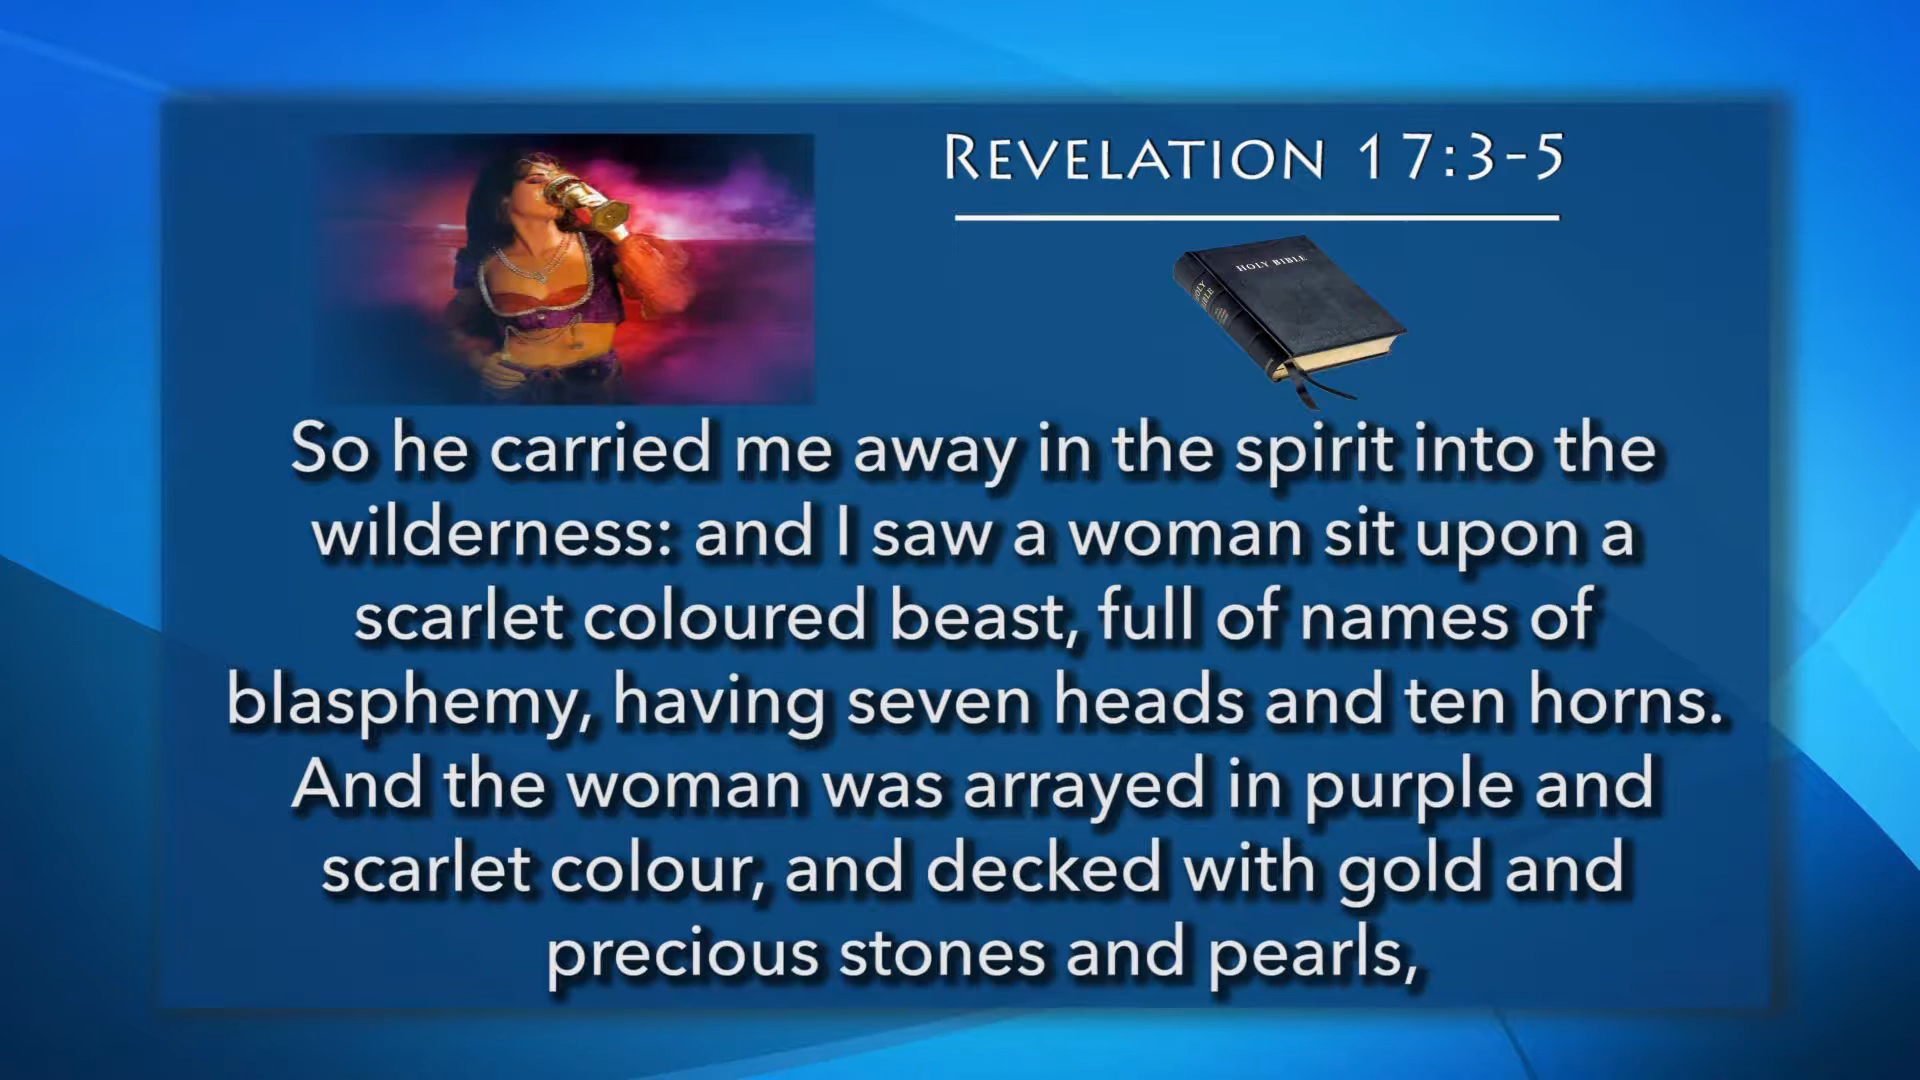 REVELATION 17:3-5
HOLY BIBLE
HOLY BIBLE
So he carried me away in the spirit into the
wilderness: and I saw a woman sit upon a
scarlet coloured beast, full of names of
blasphemy, having seven heads and ten horns.
And the woman was arrayed in purple and
scarlet colour, and decked with gold and
precious stones and pearls,